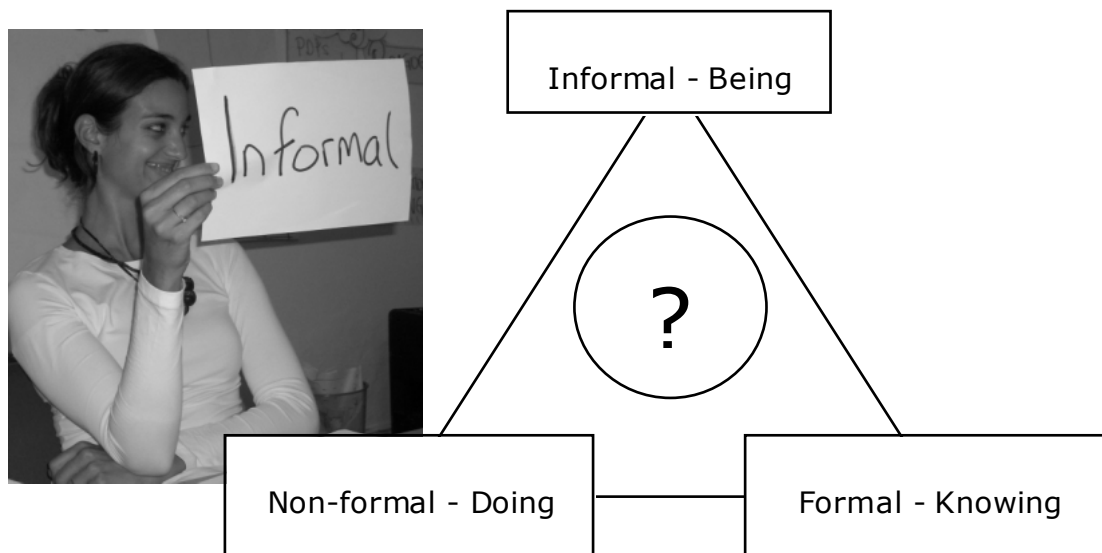 Informal - Being
Informal
?
Non-formal - Doing
Formal - Knowing